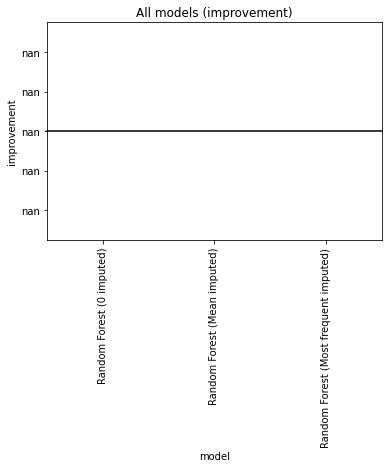 All models (improvement)
improvement
nan
nan
nan
nan
nan
Random Forest (0 imputed)
Random Forest (Mean imputed)
Random Forest (Most frequent imputed)
model